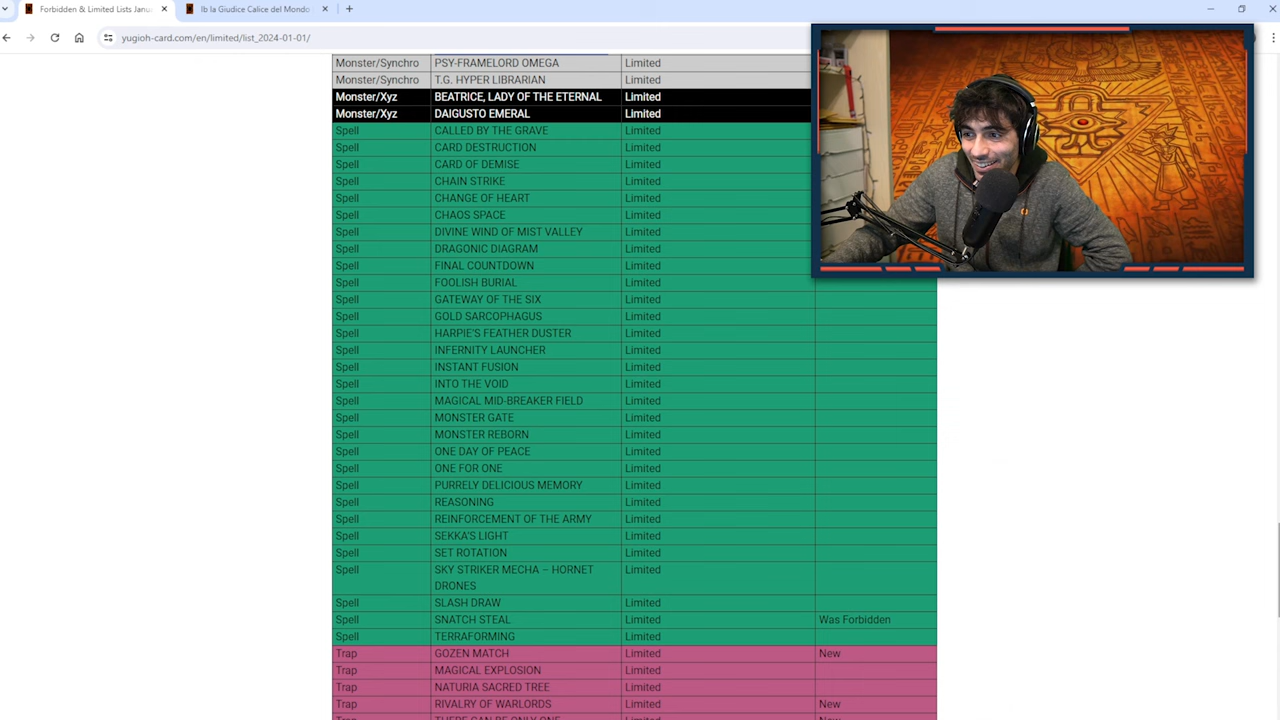 Forbidden & Limited Lists Janu
Ib la Giudice Calice del Mondo
yugioh-card.com/en/limited/list_2024-01-01/
Monster/Synchro PSY-FRAMELORD OMEGA Limited
Monster/Synchro T.G. HYPER LIBRARIAN Limited
Monster/Xyz BEATRICE, LADY OF THE ETERNAL Limited
Monster/Xyz DAIGUSTO EMERAL Limited
Spell CALLED BY THE GRAVE Limited
Spell CARD DESTRUCTION Limited
Spell CARD OF DEMISE Limited
Spell CHAIN STRIKE Limited
Spell CHANGE OF HEART Limited
Spell CHAOS SPACE Limited
Spell DIVINE WIND OF MIST VALLEY Limited
Spell DRAGONIC DIAGRAM Limited
Spell FINAL COUNTDOWN Limited
Spell FOOLISH BURIAL Limited
Spell GATEWAY OF THE SIX Limited
Spell GOLD SARCOPHAGUS Limited
Spell HARPIE'S FEATHER DUSTER Limited
Spell INFERNITY LAUNCHER Limited
Spell INSTANT FUSION Limited
Spell INTO THE VOID Limited
Spell MAGICAL MID-BREAKER FIELD Limited
Spell MONSTER GATE Limited
Spell MONSTER REBORN Limited
Spell ONE DAY OF PEACE Limited
Spell ONE FOR ONE Limited
Spell PURRELY DELICIOUS MEMORY Limited
Spell REASONING Limited
Spell REINFORCEMENT OF THE ARMY Limited
Spell SEKKA'S LIGHT Limited
Spell SET ROTATION Limited
Spell SKY STRIKER MECHA – HORNET Limited
DRONES
Spell SLASH DRAW Limited
Spell SNATCH STEAL Limited Was Forbidden
Spell TERRAFORMING Limited
Trap GOZEN MATCH Limited New
Trap MAGICAL EXPLOSION Limited
Trap NATURIA SACRED TREE Limited
Trap RIVALRY OF WARLORDS Limited New
Trap THERE CAN BE ONLY ONE Limited New